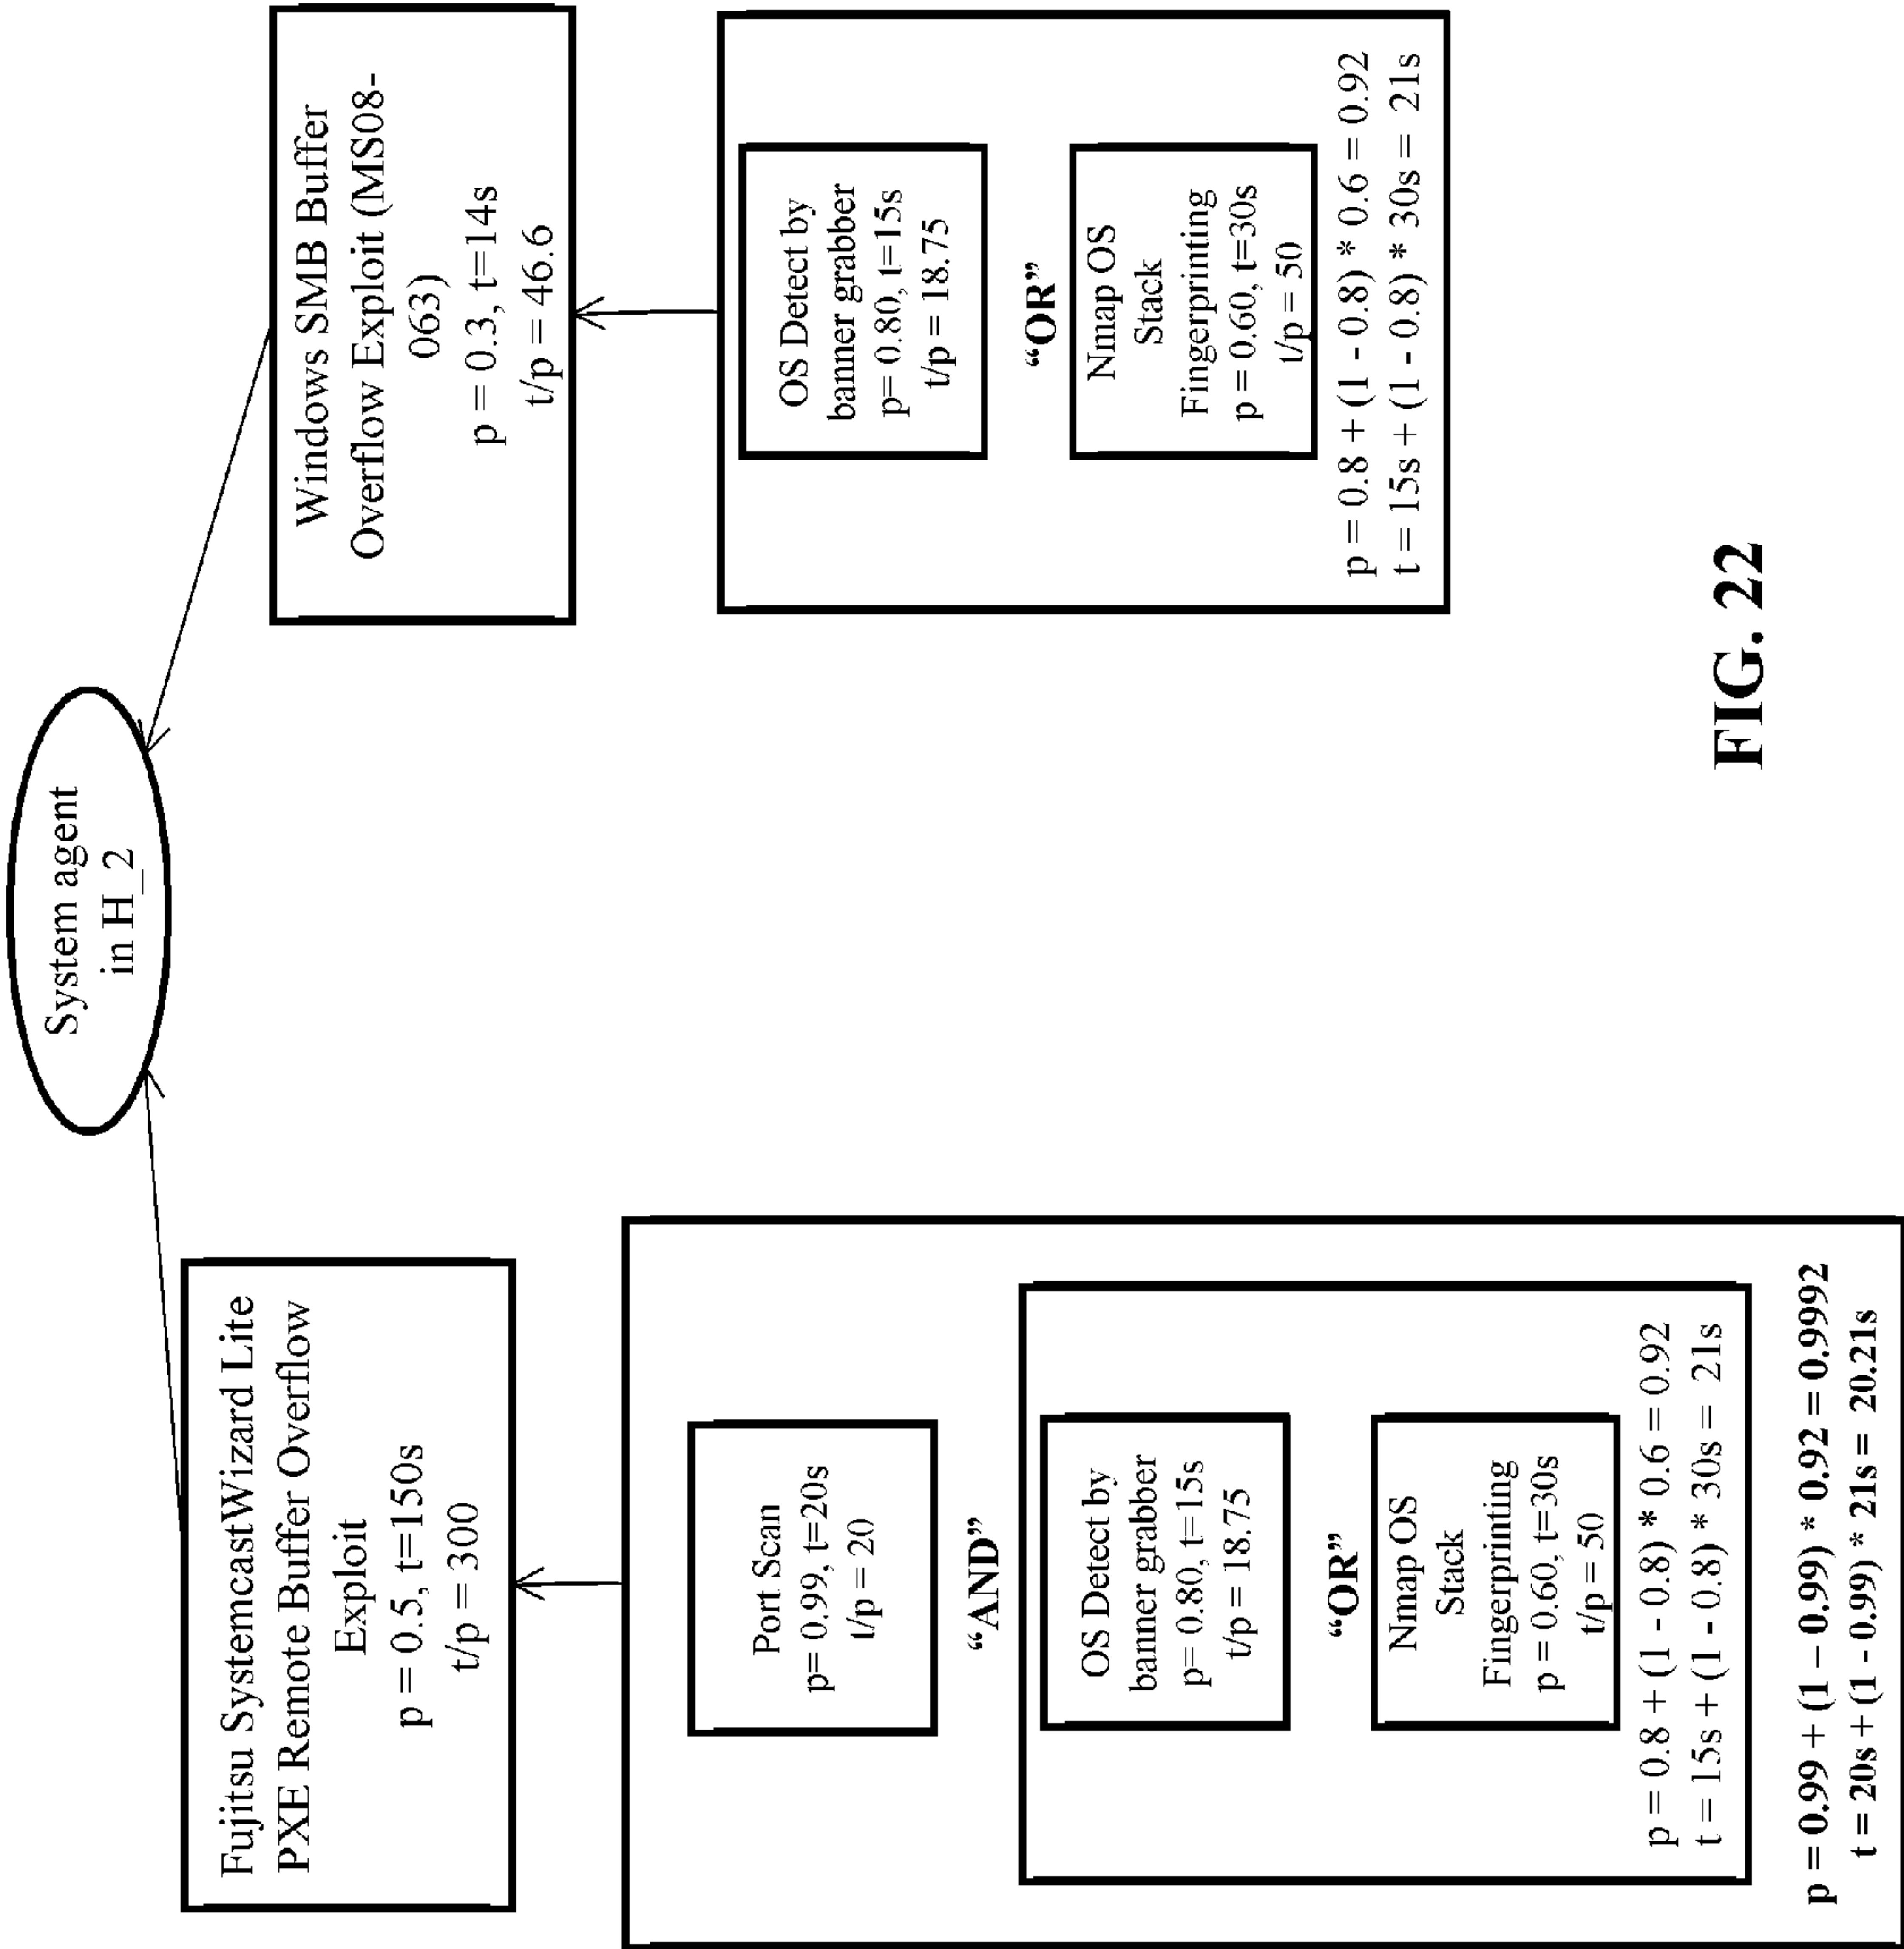 System agent
in H_2
Fujitsu SystemcastWizard Lite
PXE Remote Buffer Overflow
Exploit
p = 0.5, t=150s
t/p = 300
Port Scan
p= 0.99, t=20s
t/p = 20
“AND”
OS Detect by
banner grabber
p= 0.80, t=15s
t/p = 18.75
“OR”
Nmap OS
Stack
Fingerprinting
p = 0.60, t=30s
t/p = 50
p = 0.8 + (1 - 0.8) * 0.6 = 0.92
t = 15s + (1 - 0.8) * 30s = 21s
p = 0.99 + (1 – 0.99) * 0.92 = 0.9992
t = 20s + (1 - 0.99) * 21s = 20.21s
Windows SMB Buffer
Overflow Exploit (MS08-
063)
p = 0.3, t=14s
t/p = 46.6
OS Detect by
banner grabber
p= 0.80, t=15s
t/p = 18.75
“OR”
Nmap OS
Stack
Fingerprinting
p = 0.60, t=30s
t/p = 50
p = 0.8 + (1 - 0.8) * 0.6 = 0.92
t = 15s + (1 - 0.8) * 30s = 21s
FIG. 22